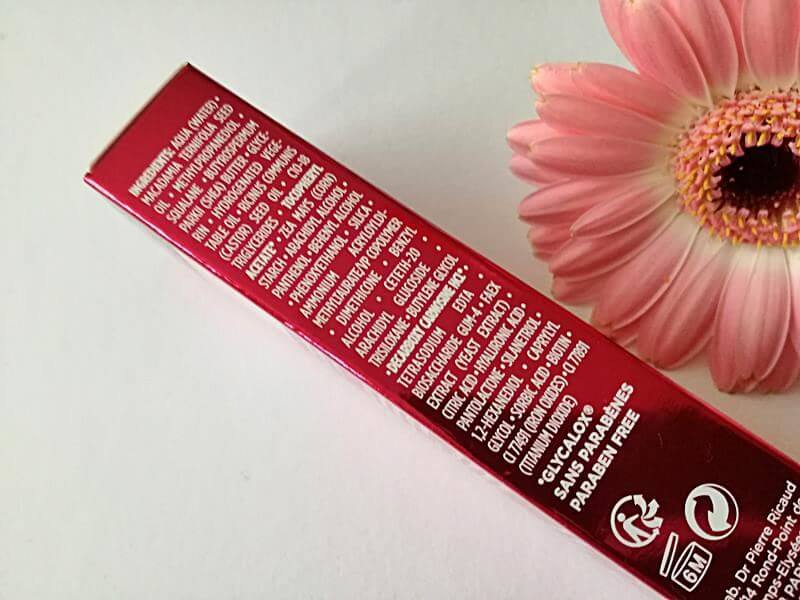 INGREDIENTS: AQUA (WATER) •
MACADAMIA TERNIFOLIA SEED
OIL • METHYLPROPANEDIOL •
SQUALANE • BUTYROSPERMUM
PARKII (SHEA) BUTTER • GLYCE-
RIN • HYDROGENATED VEGE-
TABLE OIL • RICINUS COMMUNIS
(CASTOR) SEED OIL • C10-18
TRIGLYCERIDES • TOCOPHERYL
ACETATE* • ZEA MAYS (CORN)
STARCH • ARACHIDYL ALCOHOL •
PANTHENOL • BEHENYL ALCOHOL
• PHENOXYETHANOL • SILICA •
AMMONIUM ACRYLOYLDI-
METHYLTAURATE/VP COPOLYMER
• DIMETHICONE • BENZYL
ALCOHOL • CETETH-20 •
ARACHIDYL GLUCOSIDE •
TRISILOXANE • BUTYLENE GLYCOL
• DECARBOXY CARNOSINE HCl* •
TETRASODIUM EDTA •
BIOSACCHARIDE GUM-4 • FAEX
EXTRACT (YEAST EXTRACT) •
CITRIC ACID • HYALURONIC ACID •
PANTOLACTONE • SILANETRIOL •
1,2-HEXANEDIOL • CAPRYLYL
GLYCOL • SORBIC ACID • BIOTIN •
CI 77491 (IRON OXIDES) • CI 77891
(TITANIUM DIOXIDE)
*GLYCALOX®
SANS PARABÈNES
PARABEN FREE
6M
Lab. Dr Pierre Ricaud
14 Rond-Point de
Elysées